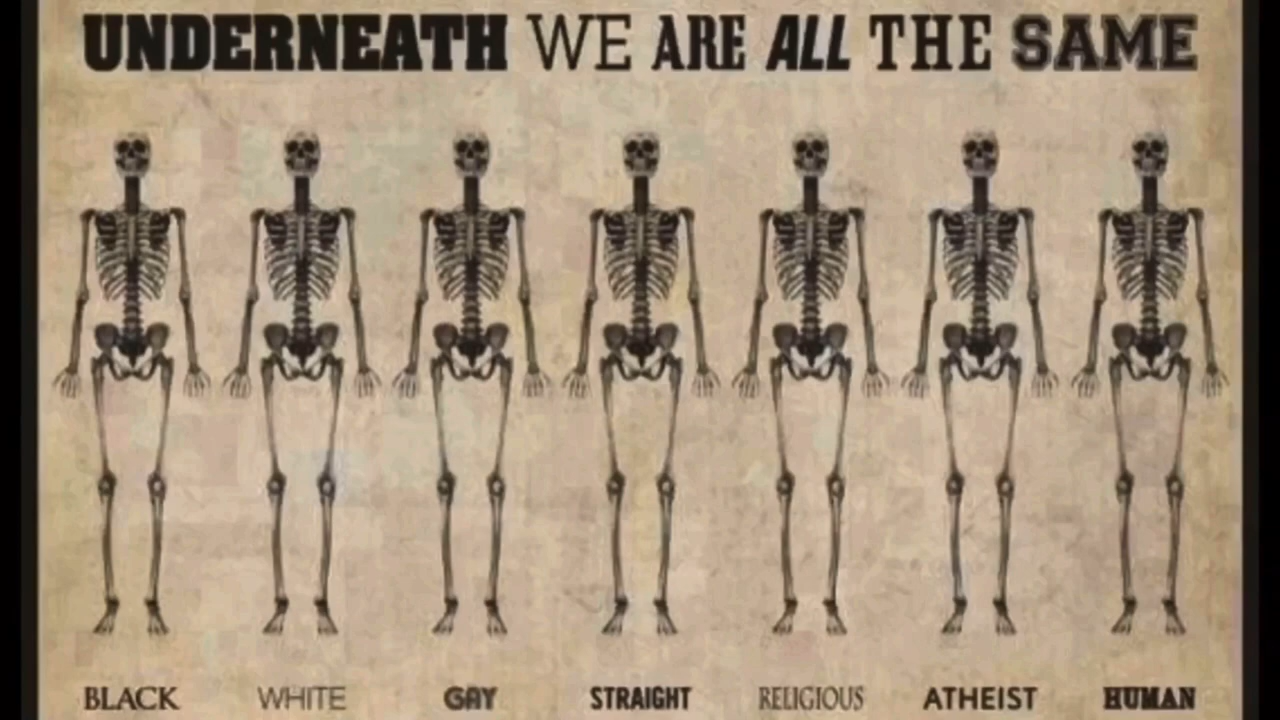 UNDERNEATH WE ARE ALL THE SAME
BLACK WHITE GAY STRAIGHT RELIGIOUS ATHEIST HUMAN